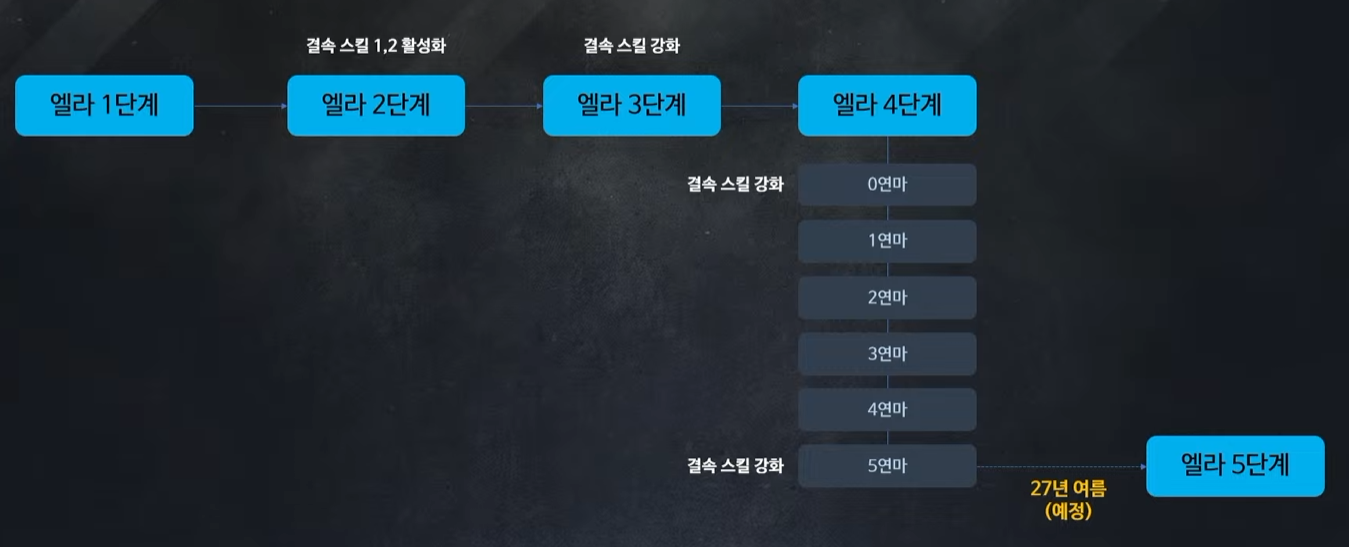 결속 스킬 1,2 활성화
결속 스킬 강화
엘라 1단계
엘라 2단계
엘라 3단계
엘라 4단계
결속 스킬 강화
0연마
1연마
2연마
3연마
4연마
결속 스킬 강화
5연마
엘라 5단계
27년 여름
(예정)